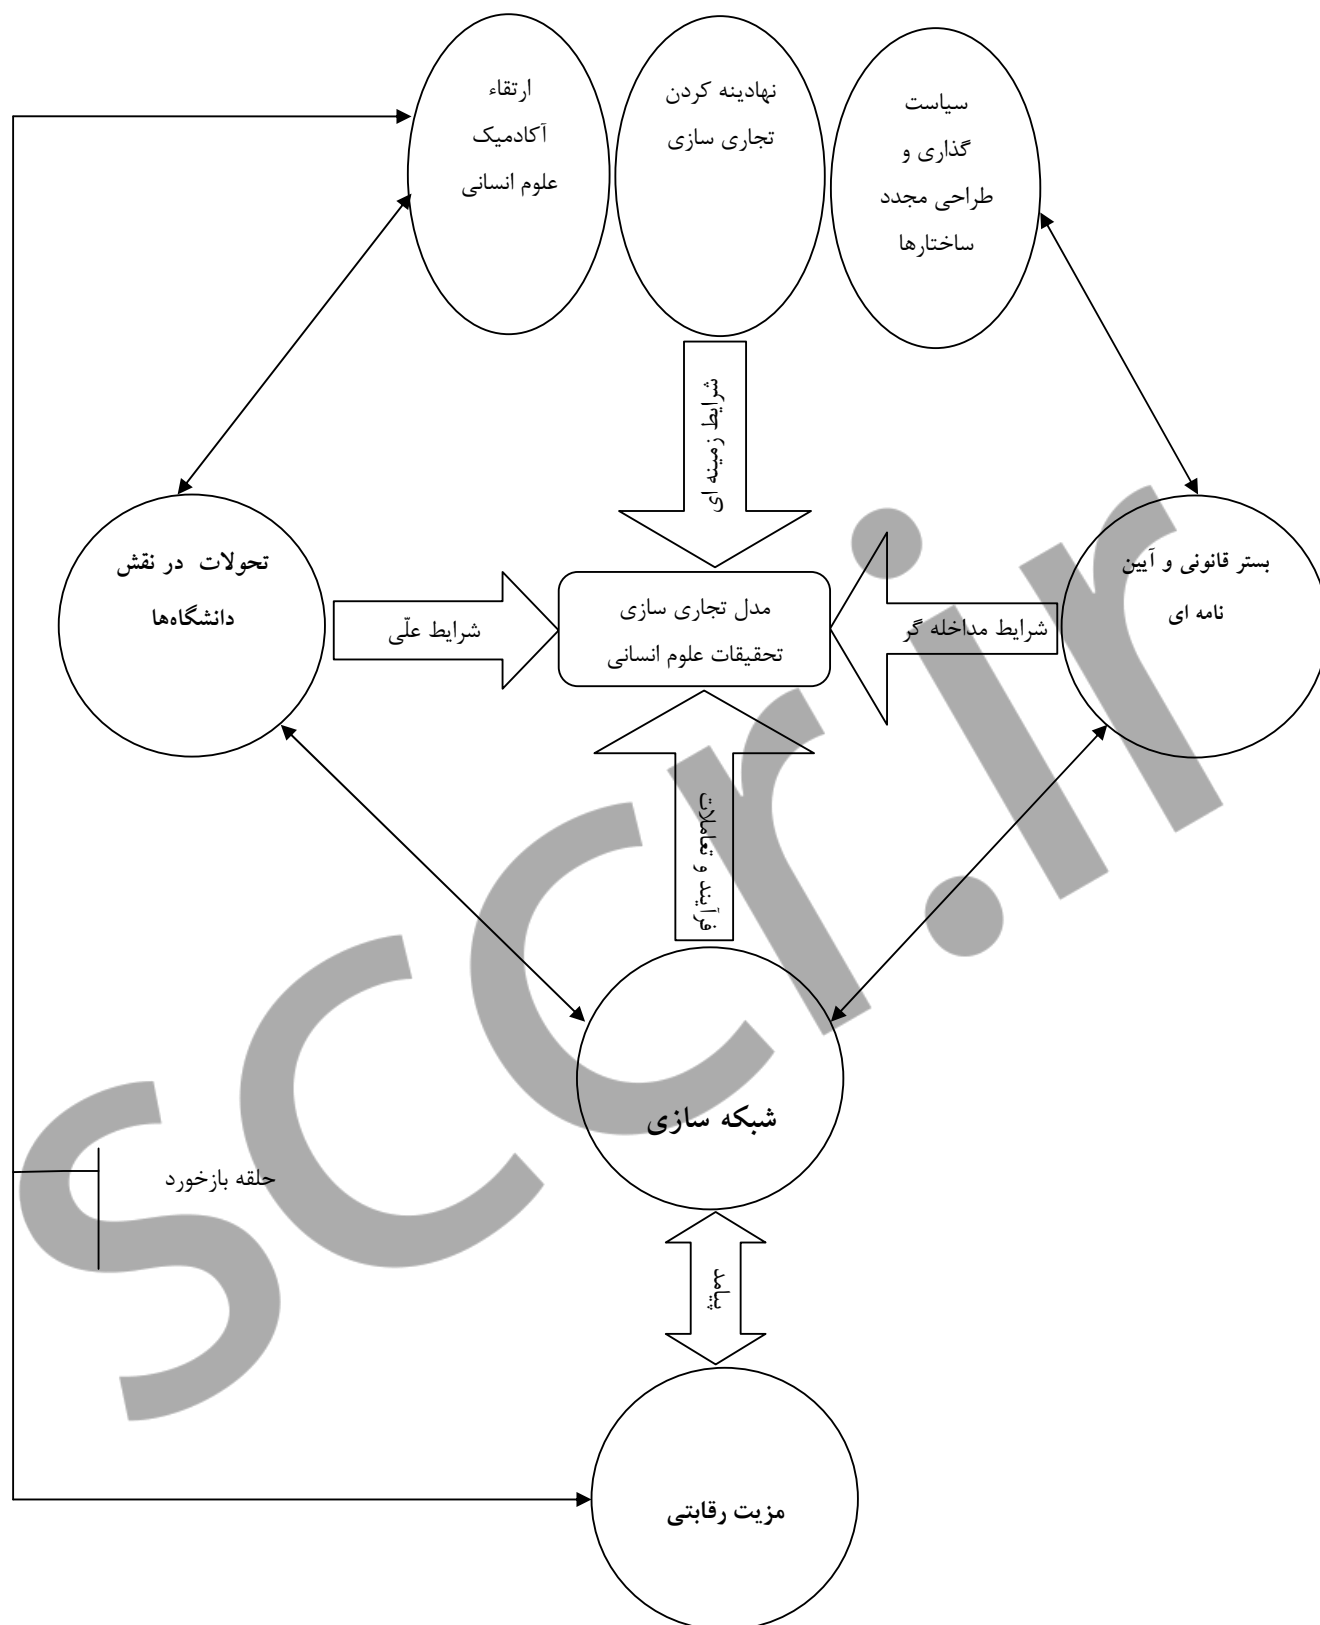 سیاست
گذاری و
طراحی مجدد
ساختارها
نهادینه کردن
تجاری سازی
ارتقاء
آکادمیک
علوم انسانی
شرایط زمینه ای
بستر قانونی و آیین
نامه ای
شرایط مداخله گر
مدل تجاری سازی
تحقیقات علوم انسانی
شرایط علّی
تحولات در نقش
دانشگاه‌ها
فرآیند و تعاملات
شبکه سازی
حلقه بازخورد
پیامد
مزیت رقابتی
sccr.ir